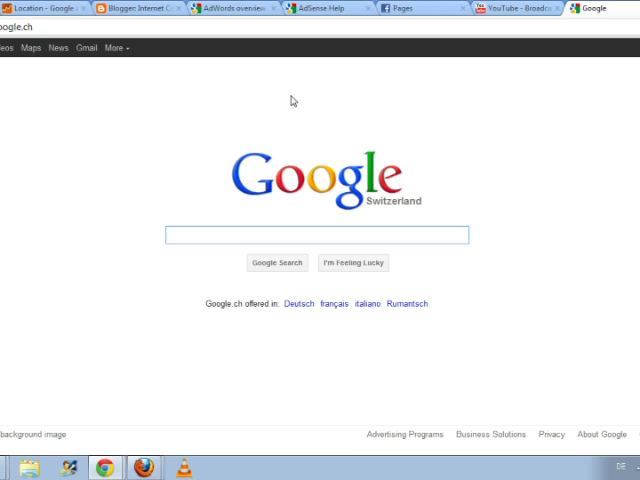 Location - Google
Blogger: Internet C
AdWords overview
AdSense Help
Pages
YouTube - Broadc
Google
oogle.ch
eos Maps News Gmail More
Google
Switzerland
Google Search I'm Feeling Lucky
Google.ch offered in: Deutsch français italiano Rumantsch
background image Advertising Programs Business Solutions Privacy About Google
DE